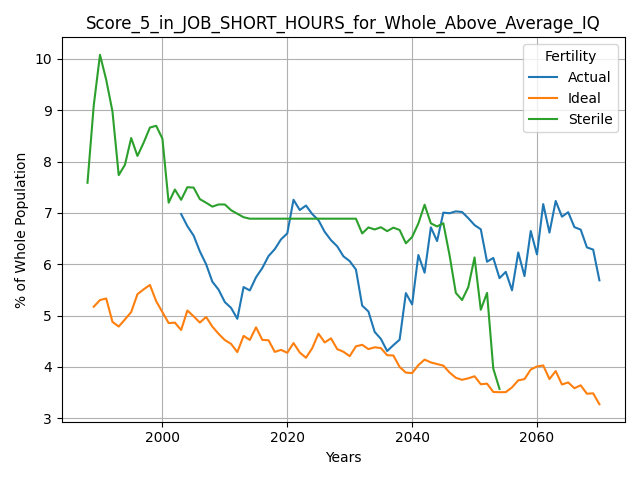 Score_5_in_JOB_SHORT_HOURS_for_Whole_Above_Average_IQ
Fertility
Actual
Ideal
Sterile
% of Whole Population
10
9
8
7
6
5
4
3
2000
2020
2040
2060
Years